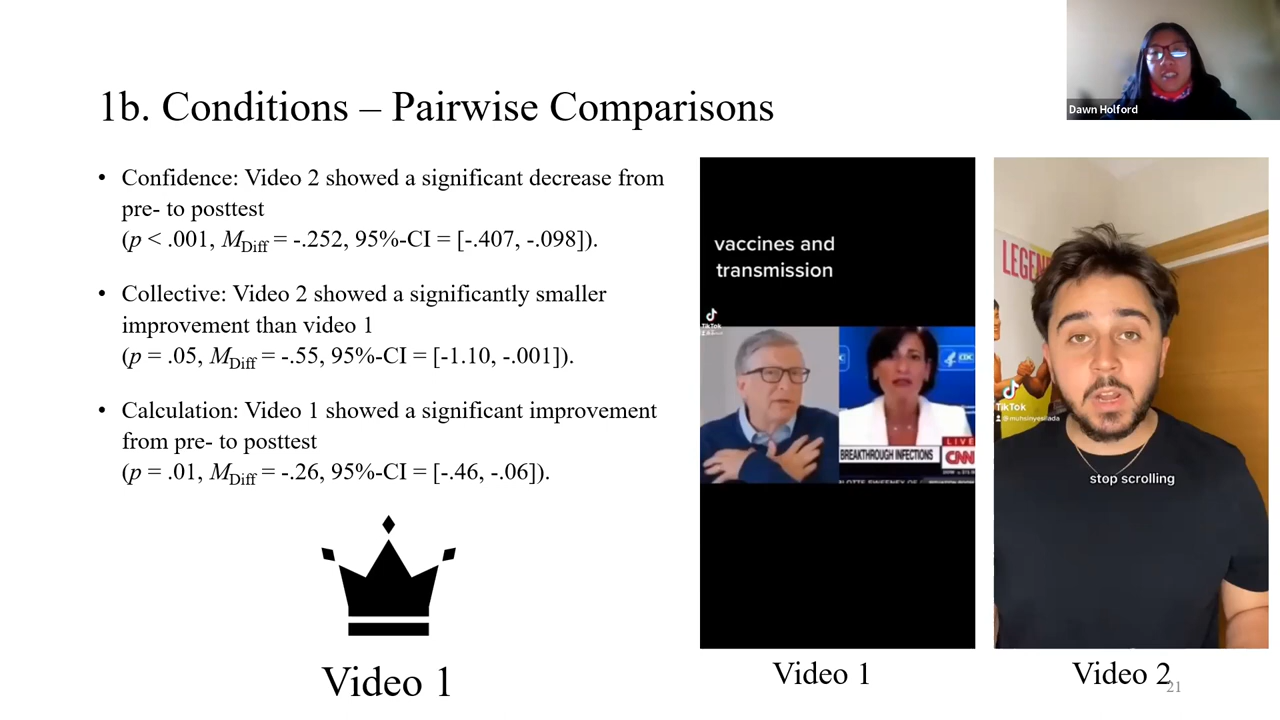 Dawn Holford
1b. Conditions – Pairwise Comparisons
• Confidence: Video 2 showed a significant decrease from
pre- to posttest
(p < .001, MDiff = -.252, 95%-CI = [-.407, -.098]).
• Collective: Video 2 showed a significantly smaller
improvement than video 1
(p = .05, MDiff = -.55, 95%-CI = [-1.10, -.001]).
• Calculation: Video 1 showed a significant improvement
from pre- to posttest
(p = .01, MDiff = -.26, 95%-CI = [-.46, -.06]).
Video 1
vaccines and
transmission
TikTok
CDC
LIVE
BREAKTHROUGH INFECTIONS
CNN
Video 1
LEGEN
TikTok
@muhsinyesilada
stop scrolling
Video 2
21